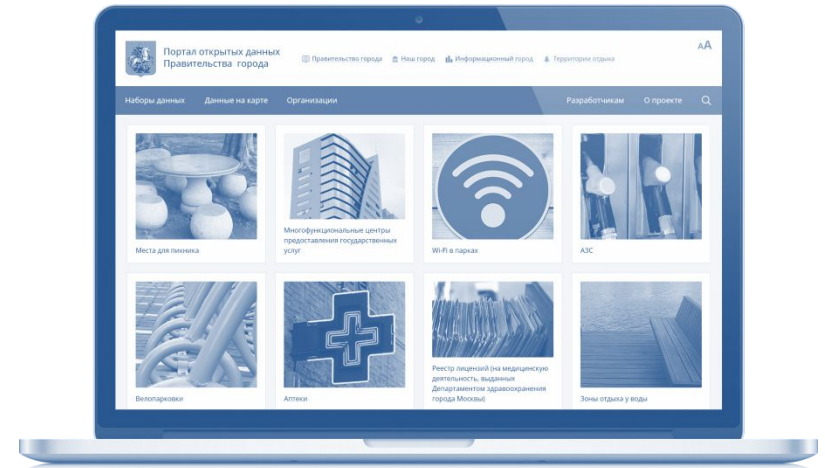 Портал открытых данных
Правительства города
Правительство города Наш город Информационный город Территории отдыха
AA
Наборы данных Данные на карте Организации Разработчикам О проекте
Места для пикника
Многофункциональные центры
предоставления государственных
услуг
Wi-Fi в парках
АЗС
Велопарковки
Аптеки
Реестр лицензий (на медицинскую
деятельность, выданных
Департаментом здравоохранения
города Москвы)
Зоны отдыха у воды